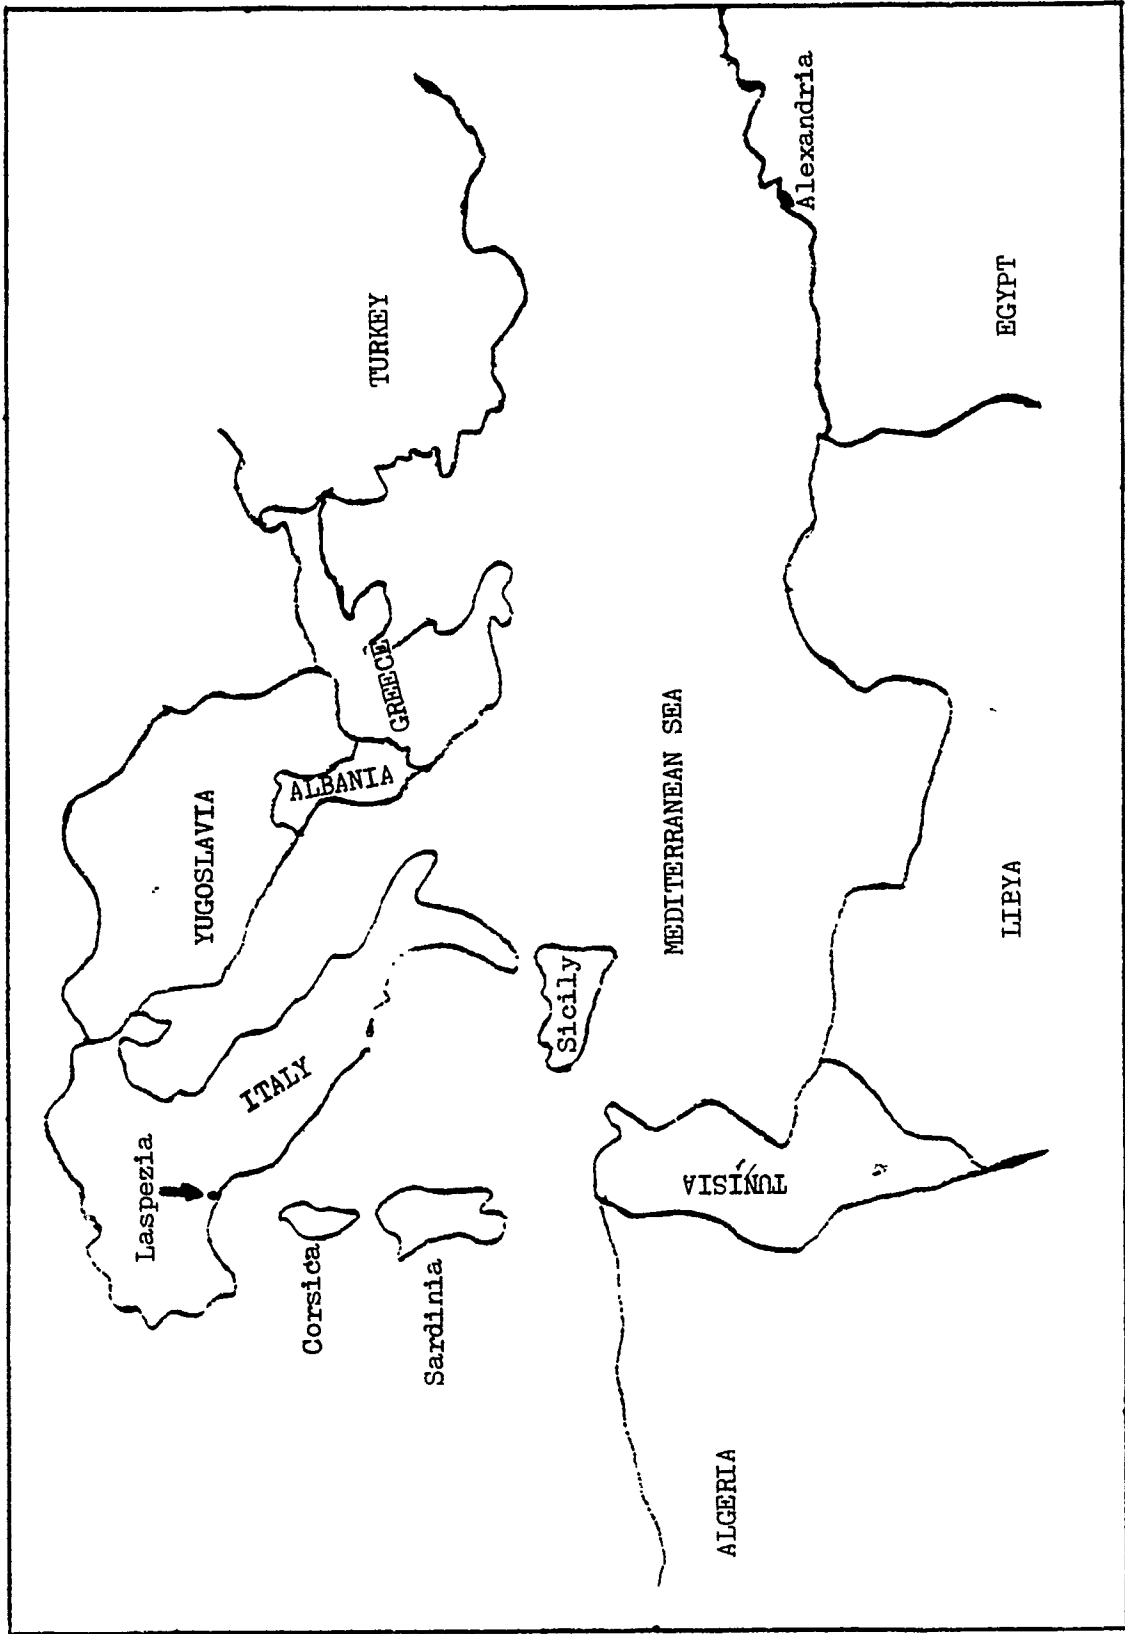 YUGOSLAVIA
TURKEY
Laspezia
ITALY
ALBANIA
GREECE
Corsica
Sardinia
Sicily
MEDITERRANEAN SEA
Alexandria
TUNISIA
ALGERIA
LIBYA
EGYPT